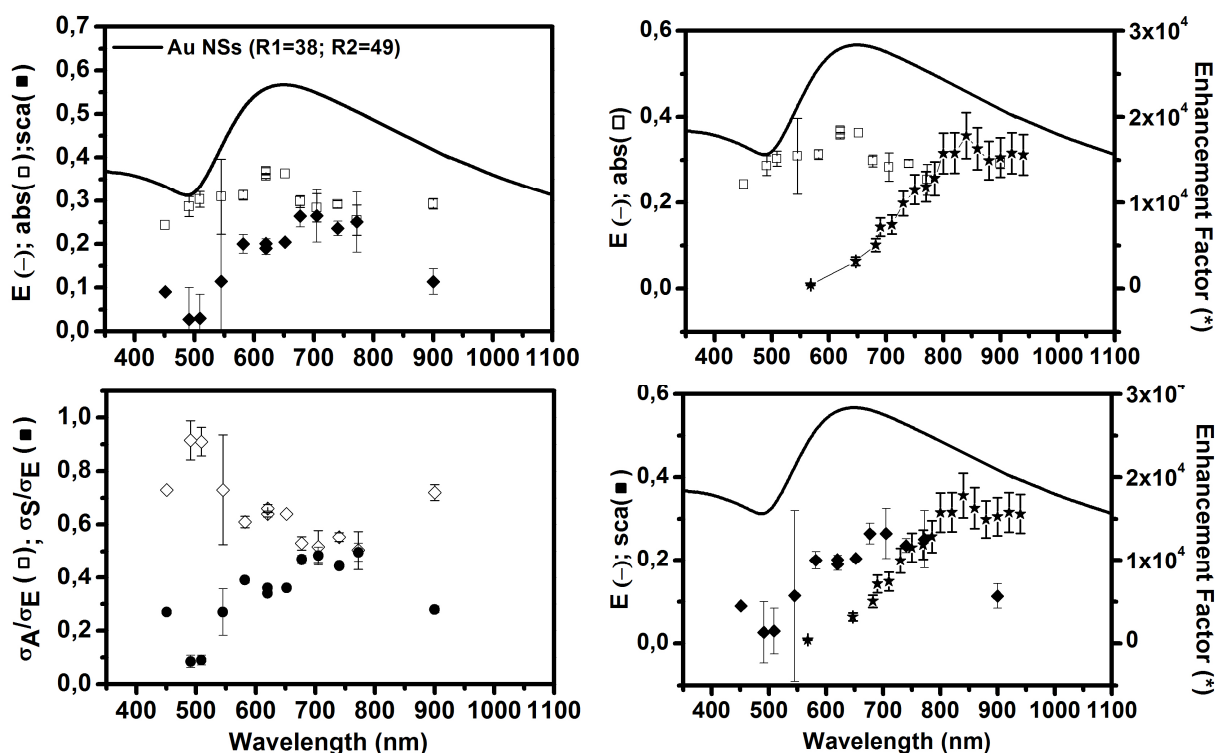 0,7
0,6
0,5
0,4
0,3
0,2
0,1
0,0
E (−); abs(□);sca(■
Au NSs (R1=38; R2=49)
400 500 600 700 800 900 1000 1100
0,6
0,4
0,2
0,0
E (−); abs(□)
3x10⁴
2x10⁴
1x10⁴
0
Enhancement Factor (*)
400 500 600 700 800 900 1000 1100
1,0
0,8
0,6
0,4
0,2
0,0
σA/σE (□); σS/σE (■
400 500 600 700 800 900 1000 1100
Wavelength (nm)
0,6
0,4
0,2
0,0
E (−); sca(■
3x10⁴
2x10⁴
1x10⁴
0
Enhancement Factor (*)
400 500 600 700 800 900 1000 1100
Wavelength (nm)